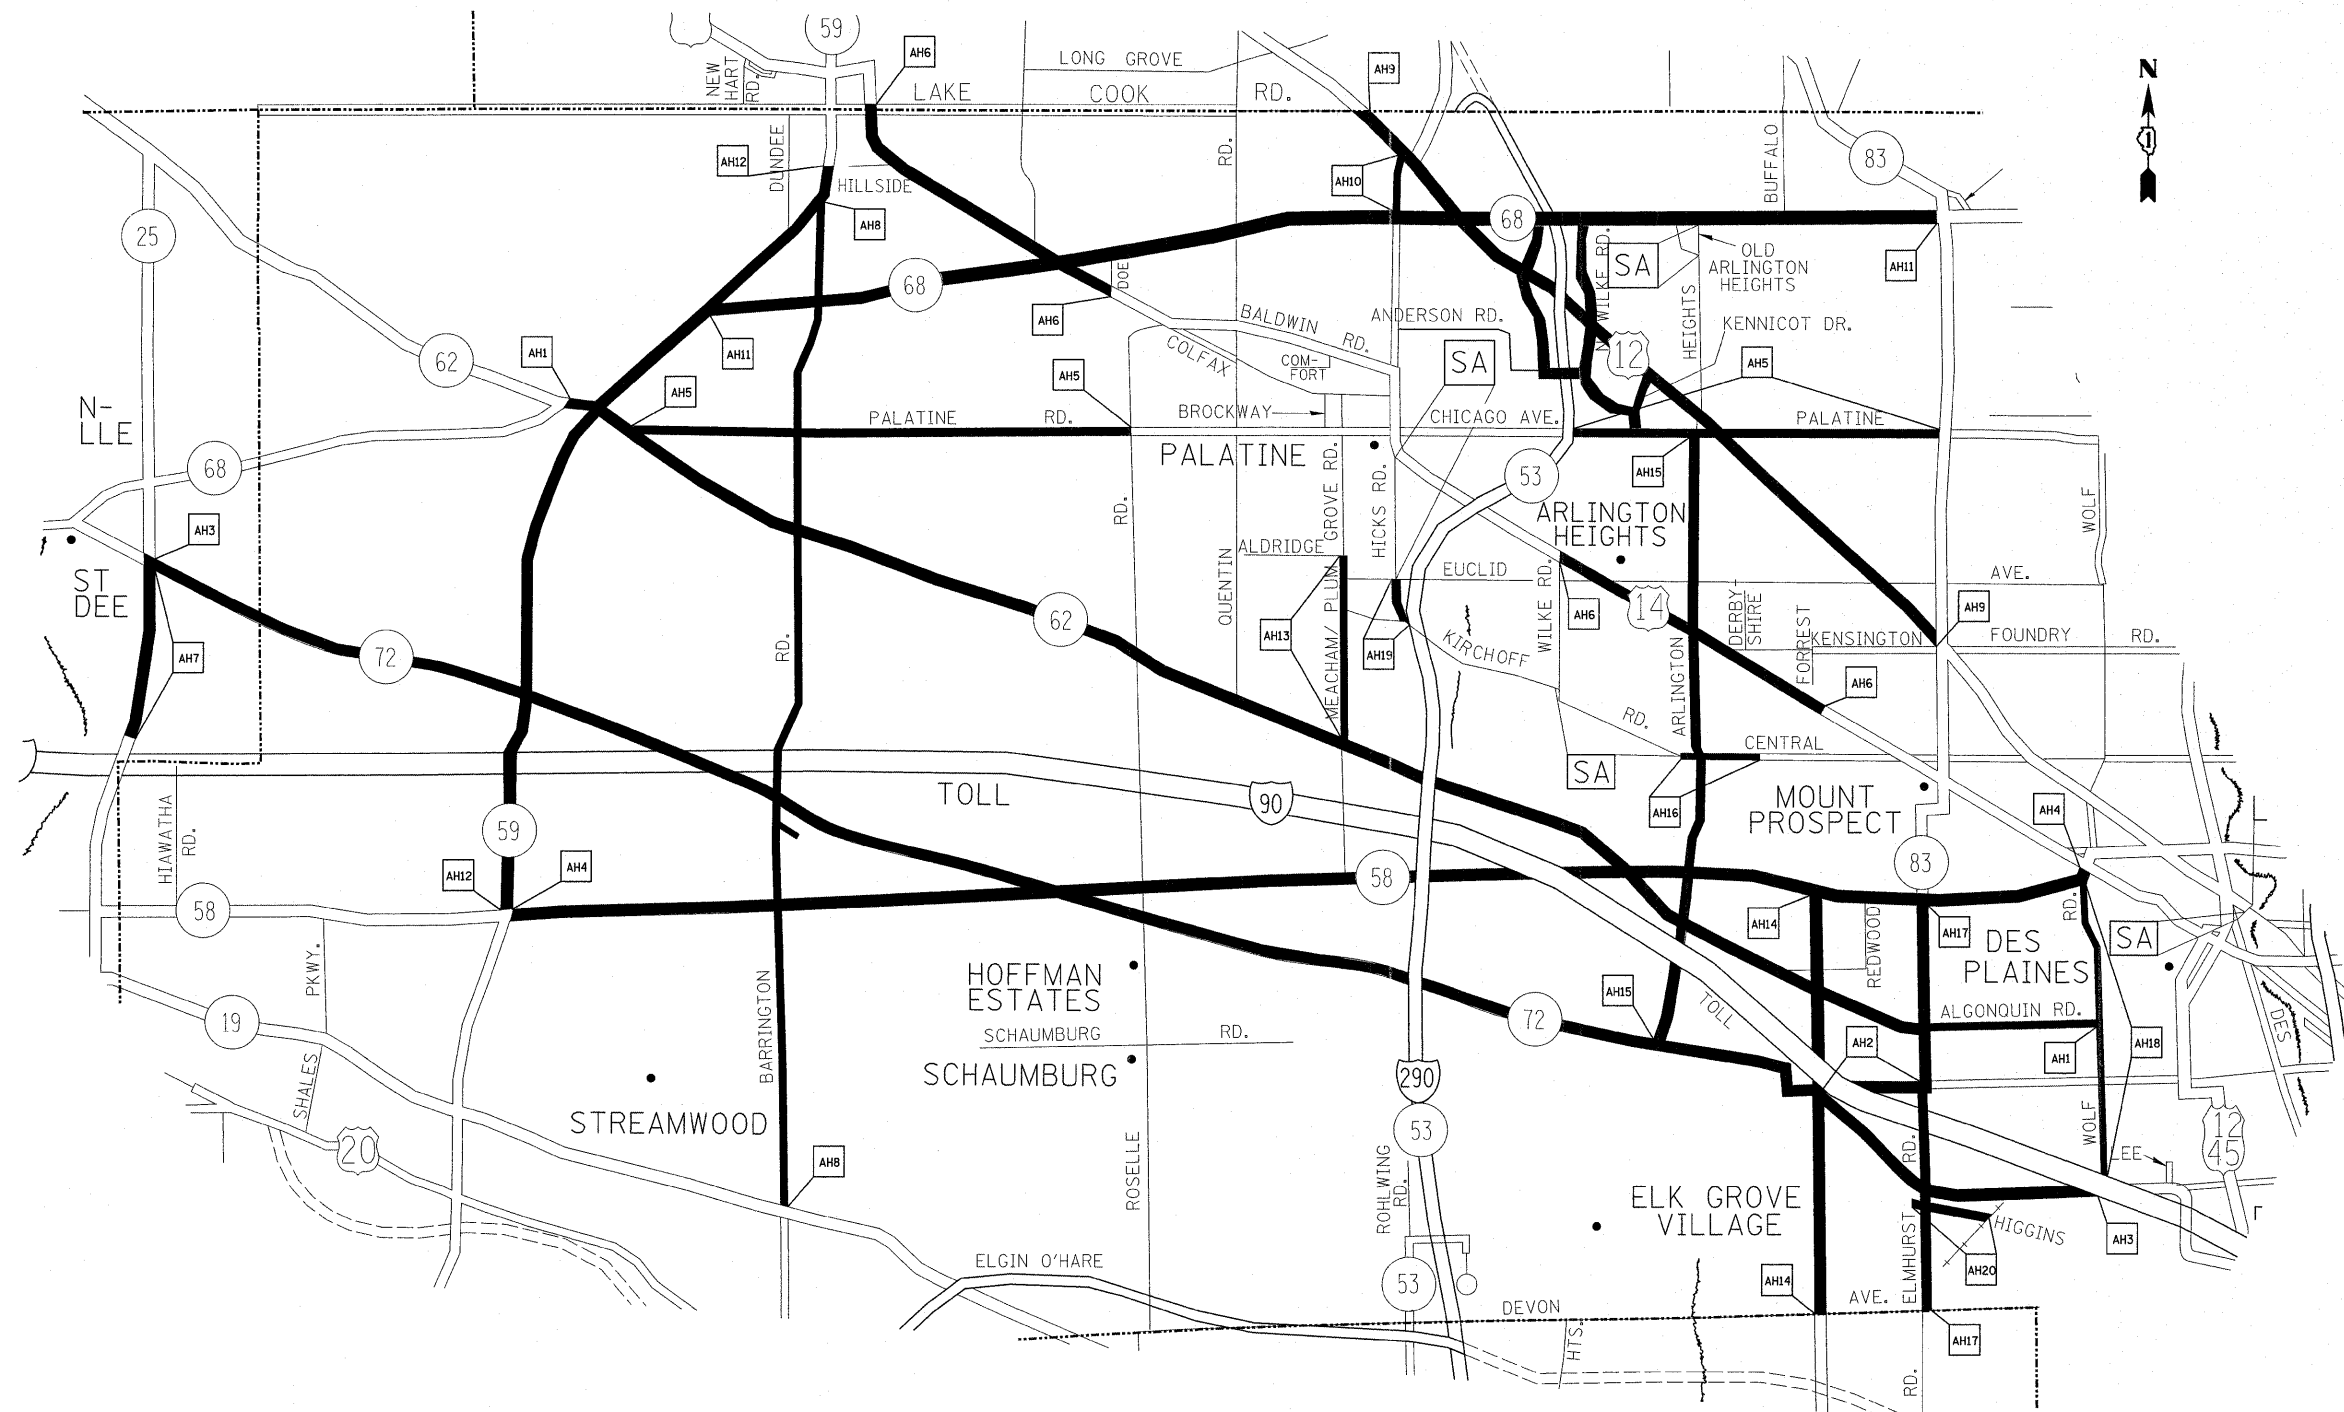 59
AH6
NEW
HART
RD.
LONG GROVE
AH9
N
LAKE COOK RD.
1
DUNDEE
AH12
RD.
AH10
BUFFALO
83
HILLSIDE
AH8
68
25
OLD
ARLINGTON
HEIGHTS
SA
AH11
WILKE RD.
N.
68
DOE
AH6
BALDWIN RD.
ANDERSON RD.
HEIGHTS
KENNICOT DR.
COLFAX
COM-
FORT
12
AH1
AH11
62
SA
AH5
AH5
AH5
N-
LLE
PALATINE RD.
BROCKWAY
CHICAGO AVE.
PALATINE
PALATINE
68
53
AH15
GROVE RD.
HICKS RD.
RD.
ARLINGTON
HEIGHTS
WOLF
AH3
ALDRIDGE
ST
DEE
QUENTIN
EUCLID
AVE.
MEACHAM/ PLUM
WILKE RD.
62
AH6
14
AH9
DERBY-
SHIRE
FORREST
KENSINGTON
FOUNDRY RD.
AH13
AH19
KIRCHOFF
RD.
72
AH7
RD.
ARLINGTON
AH6
CENTRAL
SA
TOLL
90
AH16
MOUNT
PROSPECT
AH4
HIAWATHA
RD.
59
83
AH12
AH4
58
58
AH14
REDWOOD
AH17
RD.
DES
PLAINES
SA
PKWY.
BARRINGTON
HOFFMAN
ESTATES
AH15
19
72
TOLL
ALGONQUIN RD.
DES
SCHAUMBURG RD.
AH2
AH1
AH18
SHALES
SCHAUMBURG
290
STREAMWOOD
20
53
WOLF
12
45
RD.
LEE
AH8
ROSELLE
ROHLWING
RD.
ELK GROVE
VILLAGE
HIGGINS
AH3
ELMHURST
AH20
ELGIN O'HARE
53
AH14
DEVON
AVE.
HTS.
AH17
RD.